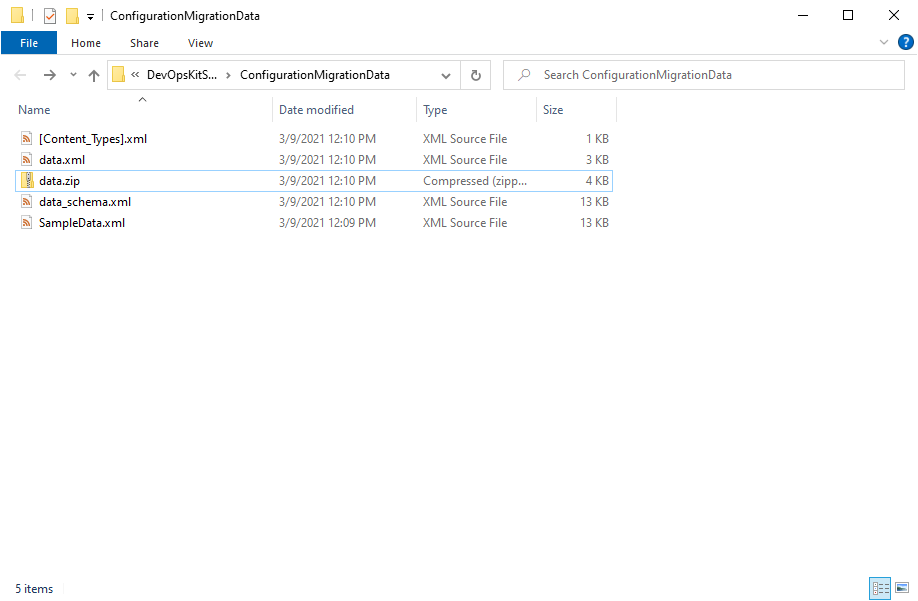 ConfigurationMigrationData
File Home Share View
« DevOpsKitS... › ConfigurationMigrationData Search ConfigurationMigrationData
Name Date modified Type Size
[Content_Types].xml 3/9/2021 12:10 PM XML Source File 1 KB
data.xml 3/9/2021 12:10 PM XML Source File 3 KB
data.zip 3/9/2021 12:10 PM Compressed (zipp... 4 KB
data_schema.xml 3/9/2021 12:10 PM XML Source File 13 KB
SampleData.xml 3/9/2021 12:09 PM XML Source File 13 KB
5 items